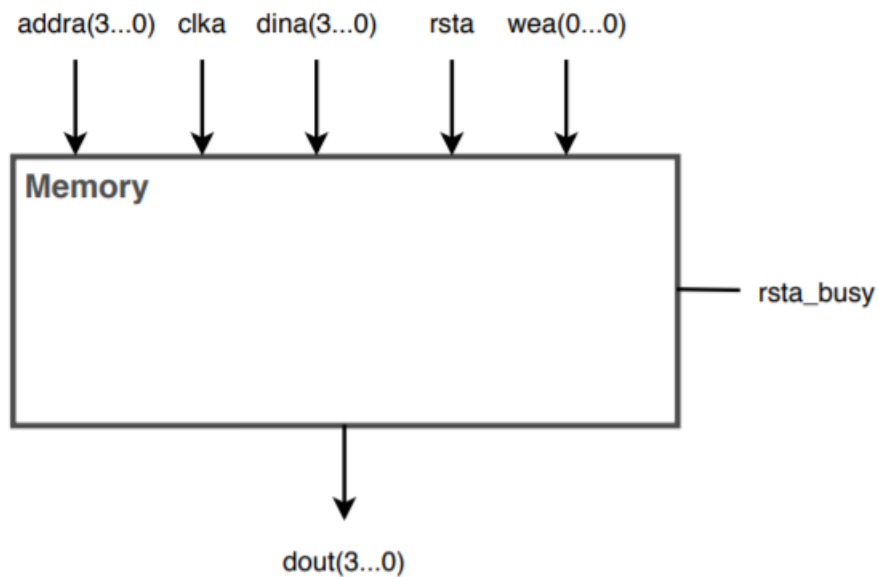 addra(3...0) clka dina(3...0) rsta wea(0...0)
Memory
rsta_busy
dout(3...0)